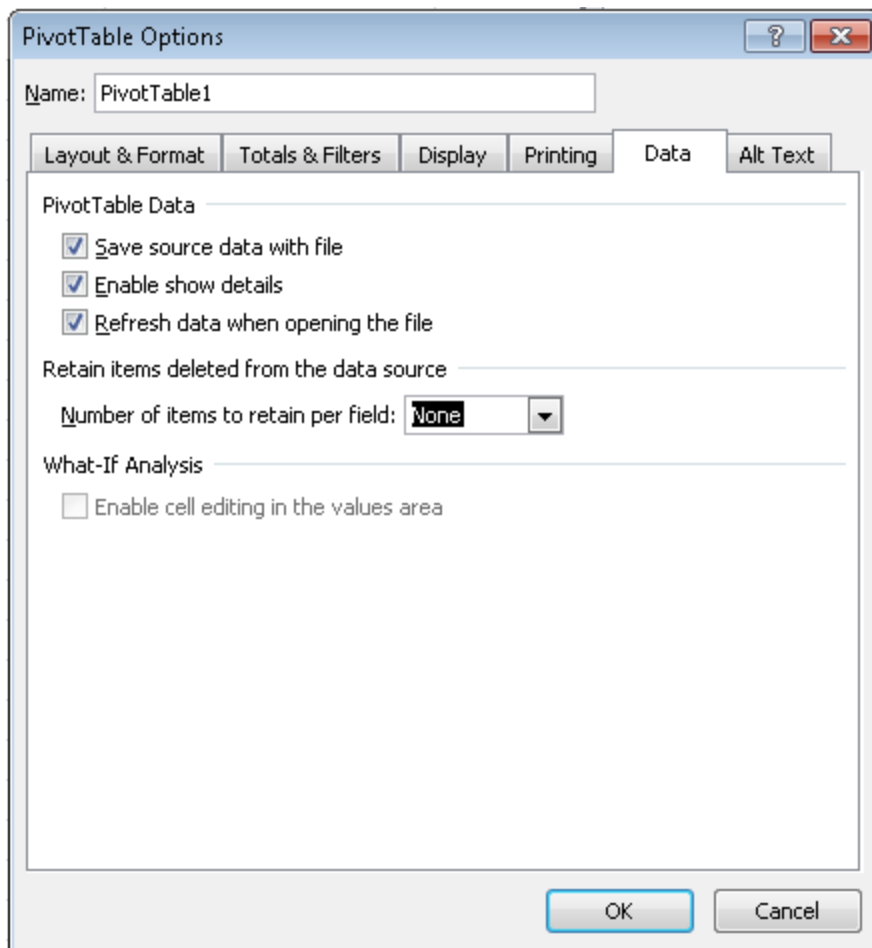 PivotTable Options
Name: PivotTable1
Layout & Format Totals & Filters Display Printing Data Alt Text
PivotTable Data
Save source data with file
Enable show details
Refresh data when opening the file
Retain items deleted from the data source
Number of items to retain per field: None
What-If Analysis
Enable cell editing in the values area
OK Cancel